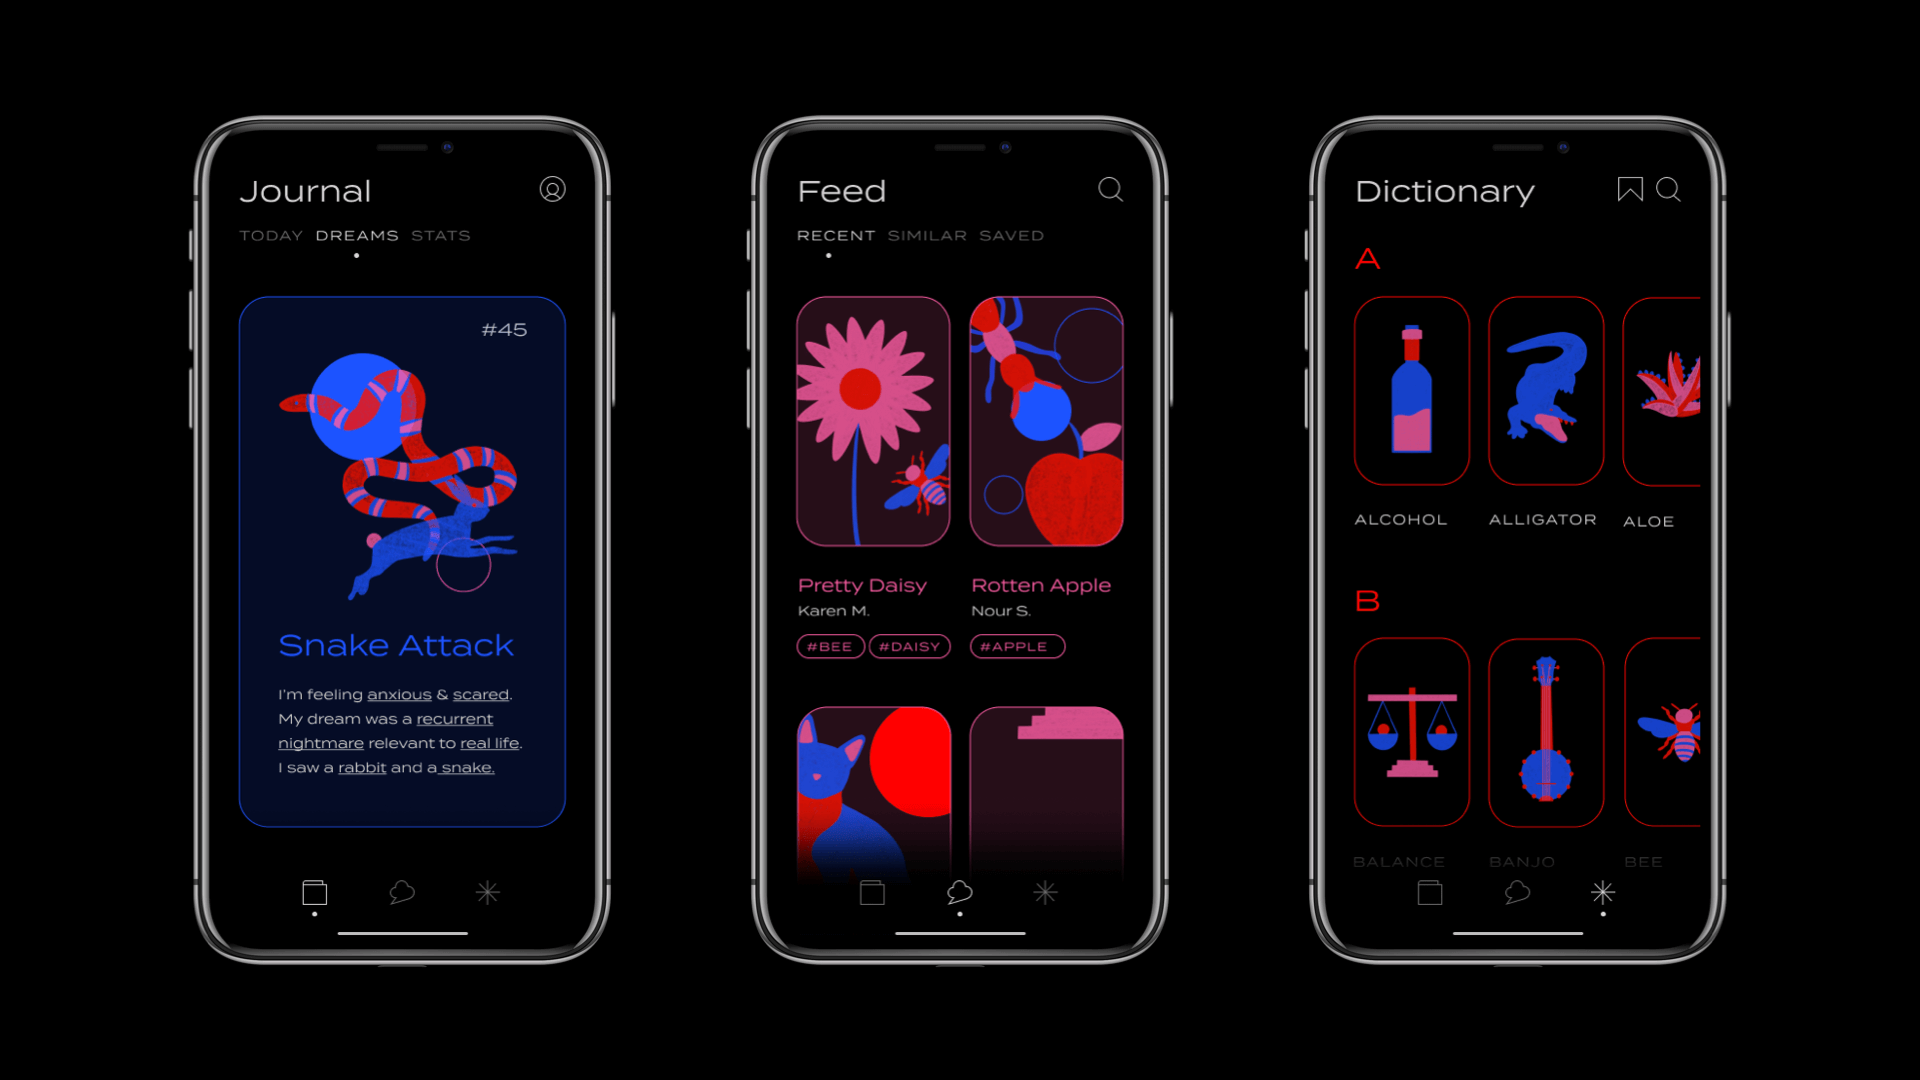 Journal
TODAY DREAMS STATS
#45
Snake Attack
I'm feeling anxious & scared.
My dream was a recurrent
nightmare relevant to real life.
I saw a rabbit and a snake.
Feed
RECENT SIMILAR SAVED
Pretty Daisy
Karen M.
#BEE #DAISY
Rotten Apple
Nour S.
#APPLE
Dictionary
A
ALCOHOL ALLIGATOR ALOE
B
BALANCE BANJO BEE